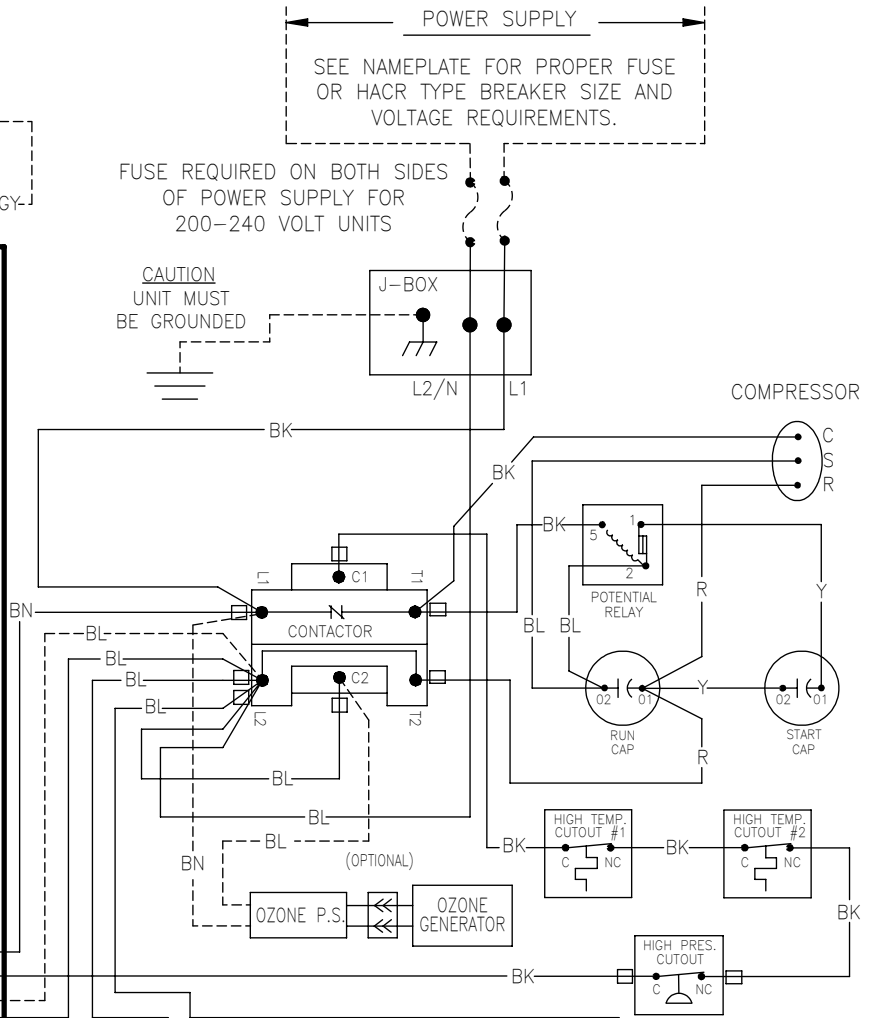 POWER SUPPLY
SEE NAMEPLATE FOR PROPER FUSE
OR HACR TYPE BREAKER SIZE AND
VOLTAGE REQUIREMENTS.
FUSE REQUIRED ON BOTH SIDES
OF POWER SUPPLY FOR
200-240 VOLT UNITS
GY
CAUTION
UNIT MUST
BE GROUNDED
J-BOX
L2/N
L1
COMPRESSOR
C
S
R
BK
BK
BK
L1
C1
T1
5
1
2
POTENTIAL
RELAY
R
Y
BN
CONTACTOR
BL
BL
BL
BL
BL
BL
C2
L2
T2
02
01
RUN
CAP
Y
02
01
START
CAP
R
BL
BL
BL
BN
(OPTIONAL)
OZONE P.S.
OZONE
GENERATOR
BK
HIGH TEMP.
CUTOUT #1
C
NC
BK
HIGH TEMP.
CUTOUT #2
C
NC
BK
HIGH PRES.
CUTOUT
C
NC
BK